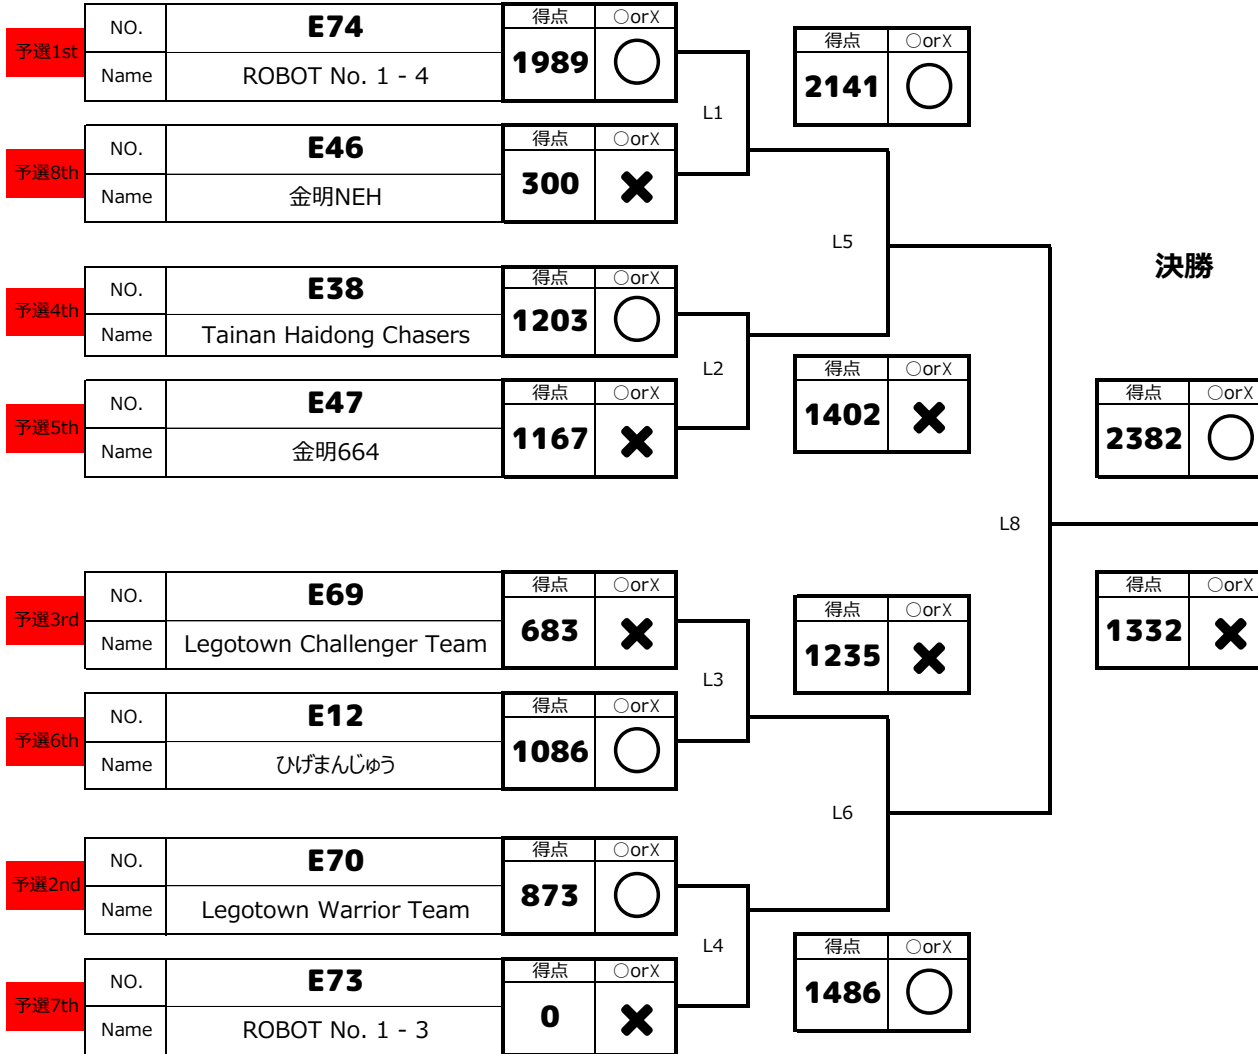 予選1st
NO.
E74
得点
○orX
Name
ROBOT No. 1 - 4
1989
得点
○orX
2141
L1
予選8th
NO.
E46
得点
○orX
Name
金明NEH
300
L5
決勝
予選4th
NO.
E38
得点
○orX
Name
Tainan Haidong Chasers
1203
L2
得点
○orX
1402
予選5th
NO.
E47
得点
○orX
Name
金明664
1167
得点
○orX
2382
L8
予選3rd
NO.
E69
得点
○orX
Name
Legotown Challenger Team
683
得点
○orX
1235
得点
○orX
1332
L3
予選6th
NO.
E12
得点
○orX
Name
ひげまんじゅう
1086
L6
予選2nd
NO.
E70
得点
○orX
Name
Legotown Warrior Team
873
L4
得点
○orX
1486
予選7th
NO.
E73
得点
○orX
Name
ROBOT No. 1 - 3
0